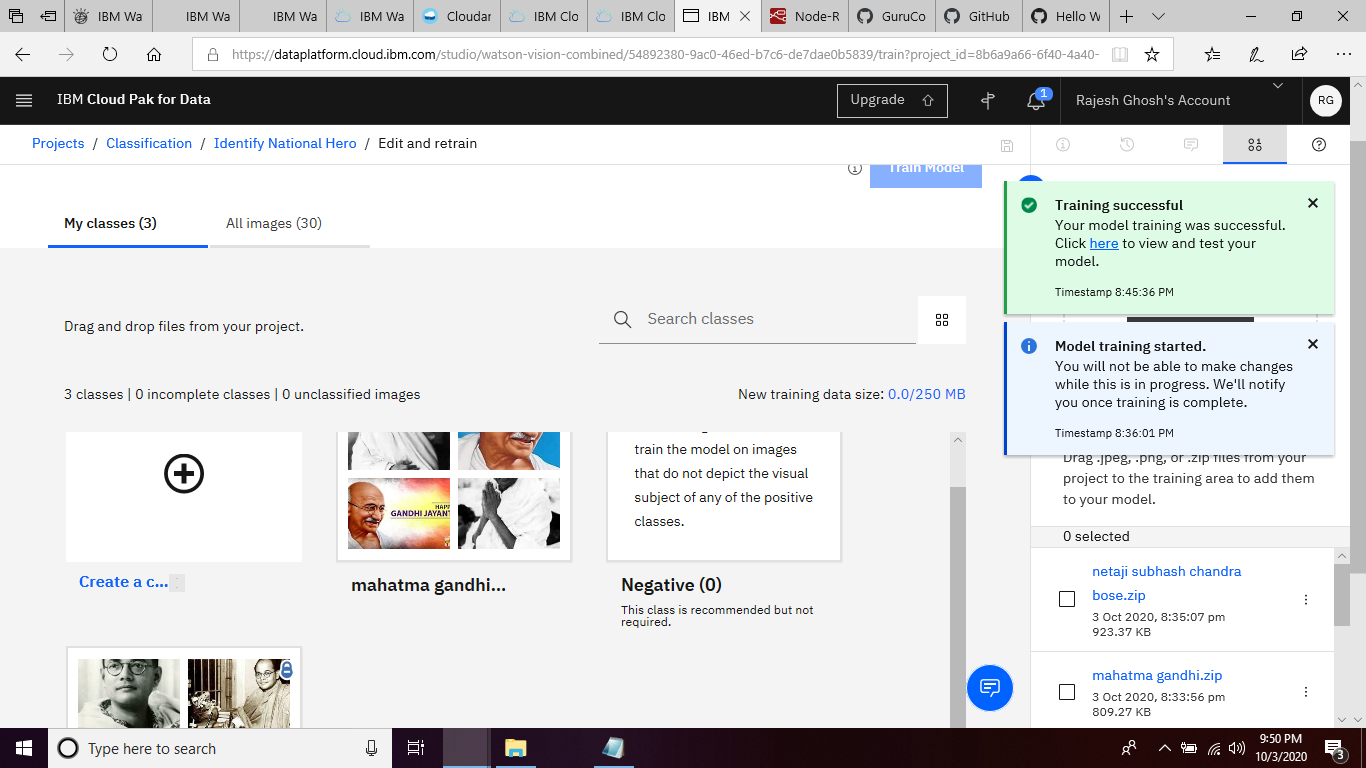 IBM Wa
IBM Wa
IBM Wa
IBM Wa
Cloudar
IBM Clo
IBM Clo
IBM
Node-R
GuruCo
GitHub
Hello W
https://dataplatform.cloud.ibm.com/studio/watson-vision-combined/54892380-9ac0-46ed-b7c6-de7dae0b5839/train?project_id=8b6a9a66-6f40-4a40-
IBM Cloud Pak for Data
Upgrade
1
Rajesh Ghosh's Account
RG
Projects / Classification / Identify National Hero / Edit and retrain
Train Model
My classes (3)
All images (30)
Drag and drop files from your project.
Search classes
3 classes | 0 incomplete classes | 0 unclassified images
New training data size: 0.0/250 MB
Create a c...
HAPP
GANDHI JAYANT
mahatma gandhi...
train the model on images
that do not depict the visual
subject of any of the positive
classes.
Negative (0)
This class is recommended but not
required.
Training successful
Your model training was successful.
Click here to view and test your
model.
Timestamp 8:45:36 PM
Model training started.
You will not be able to make changes
while this is in progress. We'll notify
you once training is complete.
Timestamp 8:36:01 PM
Drag .jpeg, .png, or .zip files from your
project to the training area to add them
to your model.
0 selected
netaji subhash chandra
bose.zip
3 Oct 2020, 8:35:07 pm
923.37 KB
mahatma gandhi.zip
3 Oct 2020, 8:33:56 pm
809.27 KB
Type here to search
9:50 PM
10/3/2020
3